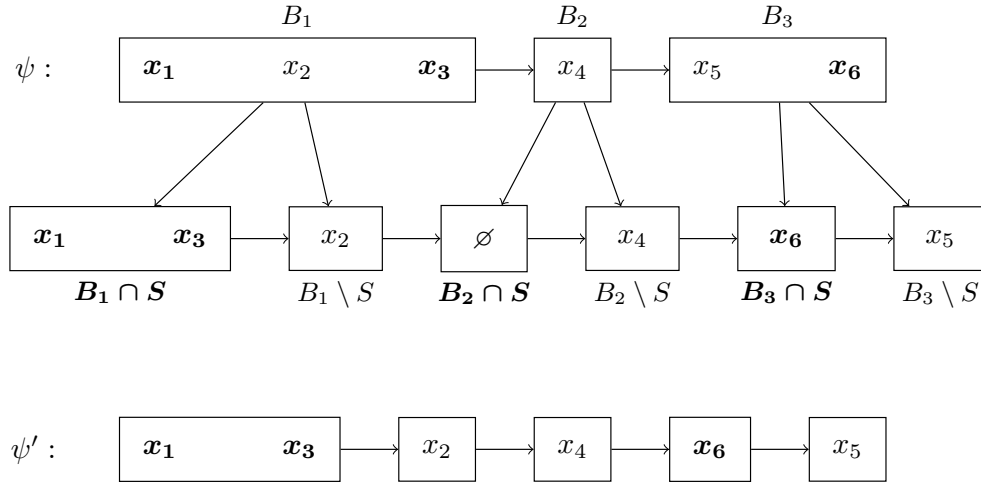 B₁ B₂ B₃
ψ : x₁ x₂ x₃ x₄ x₅ x₆
x₁ x₃ x₂ ∅ x₄ x₆ x₅
B₁ ∩ S B₁ \ S B₂ ∩ S B₂ \ S B₃ ∩ S B₃ \ S
ψ′ : x₁ x₃ x₂ x₄ x₆ x₅